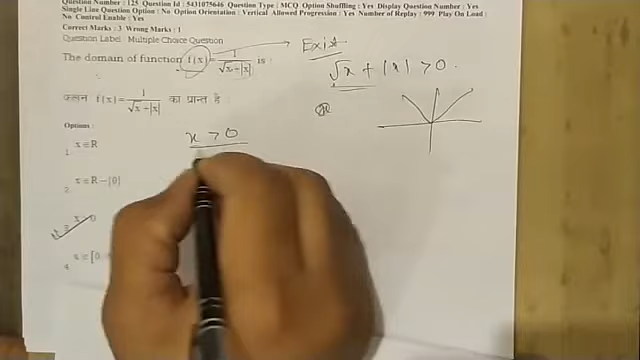 Question Number : 125 Question Id : 5431075646 Question Type : MCQ Option Shuffling : Yes Display Question Number : Yes
Single Line Question Option : No Option Orientation : Vertical Allowed Progression : Yes Number of Replay : 999 Play On Load :
No Control Enable : Yes
Correct Marks : 3 Wrong Marks : 1
Question Label : Multiple Choice Question
The domain of function f(x)=1/√x−|x| is :
Exist
√x + |x| > 0.
फलन f(x)=1/√x−|x| का प्रान्त है :
x
Options :
x > 0
1 x∈R
2 x∈R−{0}
3 x
4 x∈[0